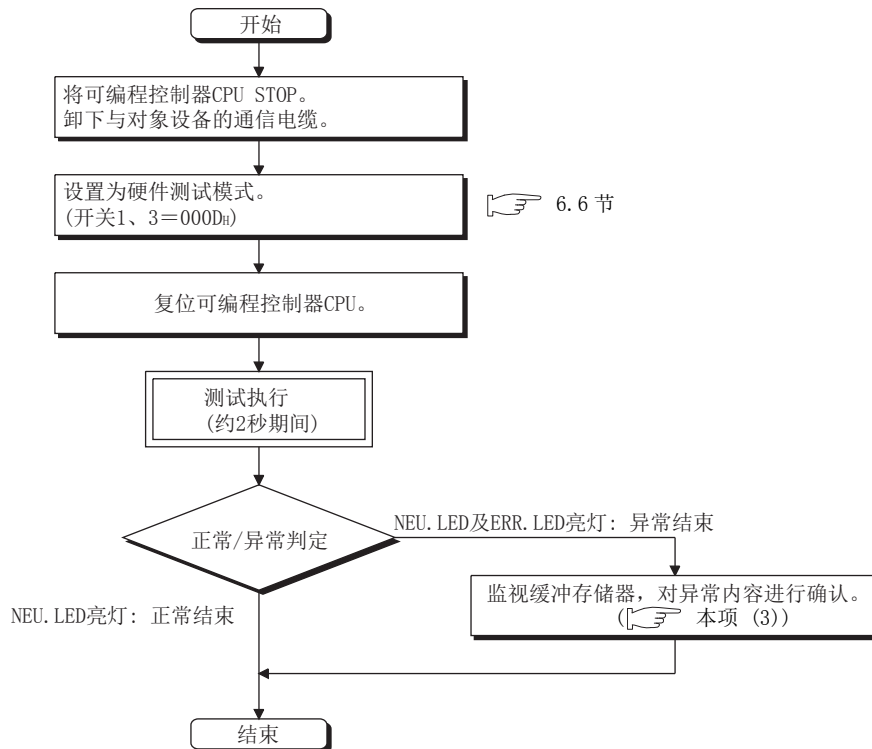 开始
将可编程控制器CPU STOP。
卸下与对象设备的通信电缆。
设置为硬件测试模式。
(开关1、3＝000DH)
6.6 节
复位可编程控制器CPU。
测试执行
(约2秒期间)
正常/异常判定
NEU.LED及ERR.LED亮灯: 异常结束
监视缓冲存储器，对异常内容进行确认。
( 本项 (3))
NEU.LED亮灯: 正常结束
结束